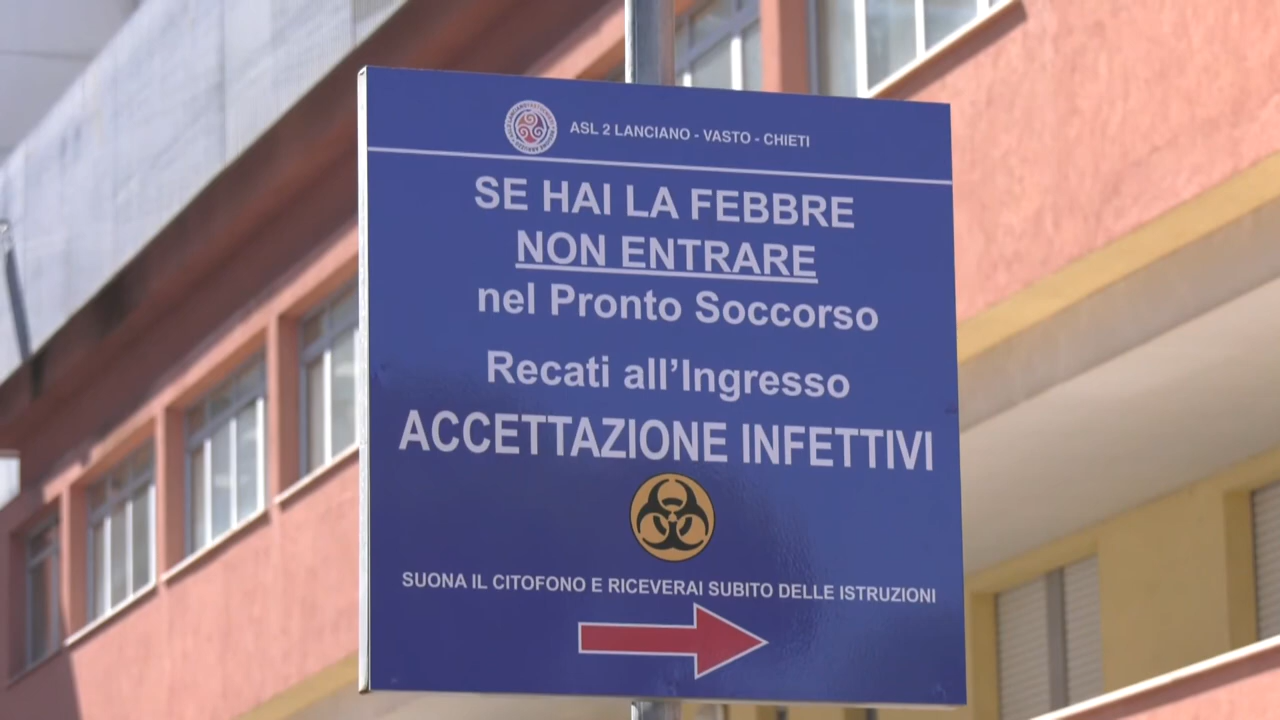 ASL 2 LANCIANO - VASTO - CHIETI
SE HAI LA FEBBRE
NON ENTRARE
nel Pronto Soccorso
Recati all'Ingresso
ACCETTAZIONE INFETTIVI
SUONA IL CITOFONO E RICEVERAI SUBITO DELLE ISTRUZIONI